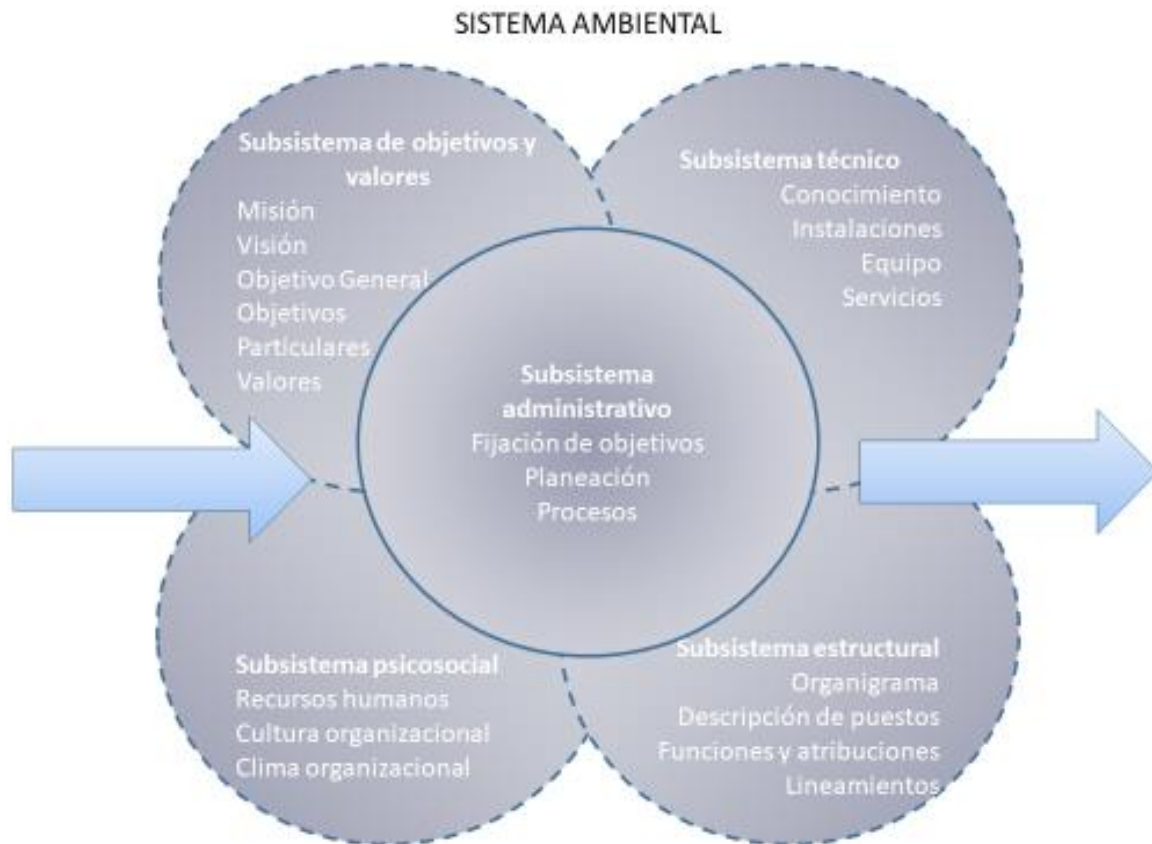 SISTEMA AMBIENTAL
Subsistema de objetivos y
valores
Misión
Visión
Objetivo General
Objetivos
Particulares
Valores
Subsistema técnico
Conocimiento
Instalaciones
Equipo
Servicios
Subsistema
administrativo
Fijación de objetivos
Planeación
Procesos
Subsistema psicosocial
Recursos humanos
Cultura organizacional
Clima organizacional
Subsistema estructural
Organigrama
Descripción de puestos
Funciones y atribuciones
Lineamientos